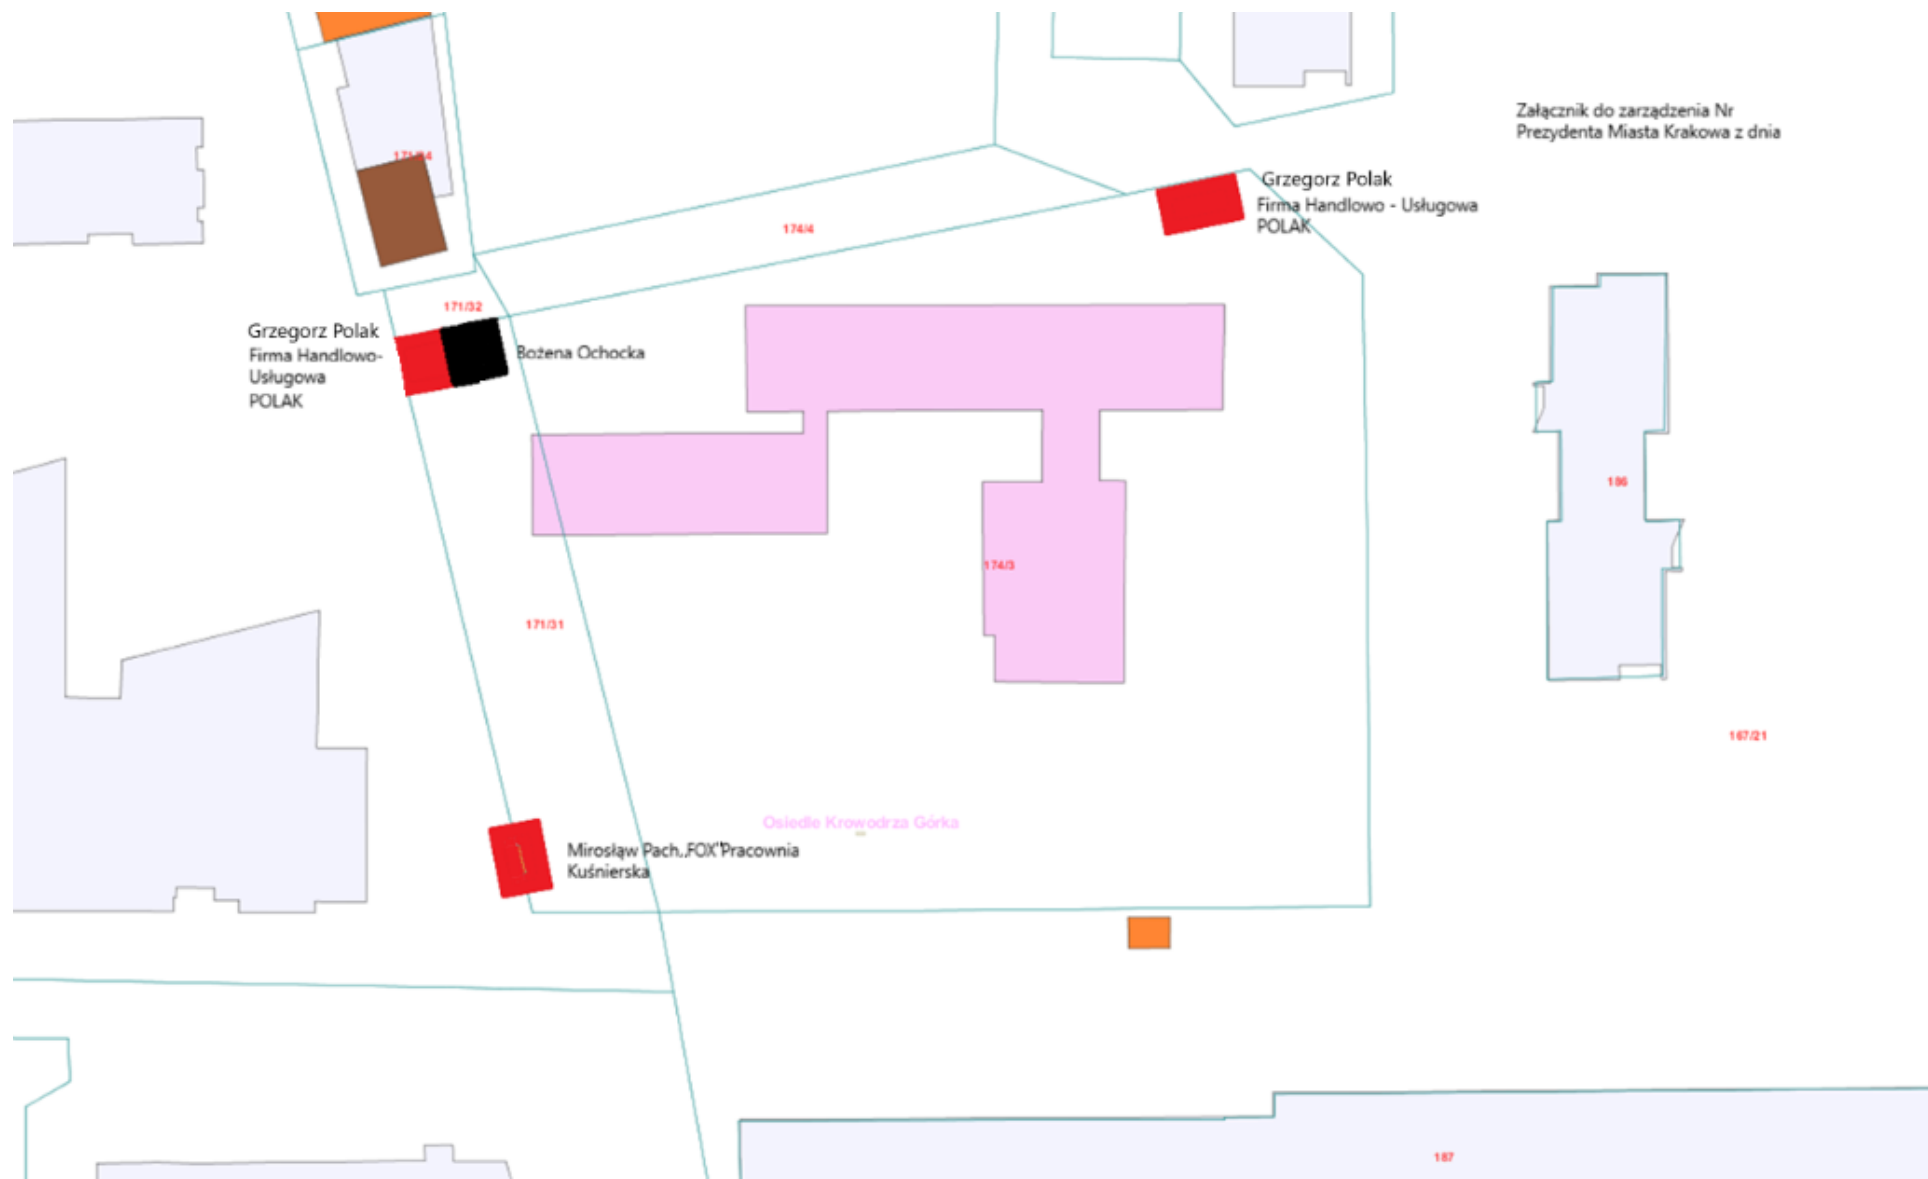 Załącznik do zarządzenia Nr
Prezydenta Miasta Krakowa z dnia
Grzegorz Polak
Firma Handlowo - Usługowa
POLAK
174/4
171/32
Grzegorz Polak
Firma Handlowo-
Usługowa
POLAK
Bożena Ochocka
186
174/3
171/31
167/21
Osiedle Krowodrza Górka
Mirosłąw Pach,„FOX"Pracownia
Kuśnierska
187